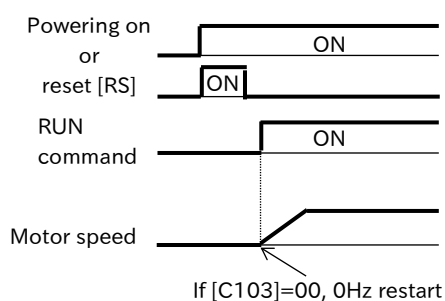 Powering on
or
reset [RS]
ON
ON
RUN
command
ON
Motor speed
If [C103]=00, 0Hz restart